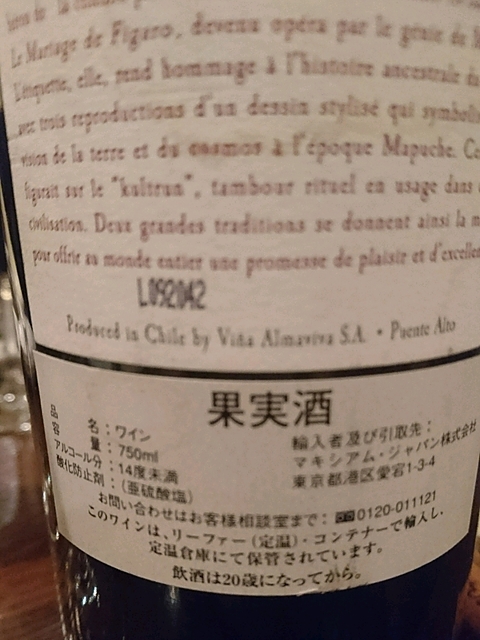 Le Mariage de Figaro, devenu opéra par le génie de
L'étiquette, elle, rend hommage à l'histoire ancestrale du
avec trois reproductions d'un dessin stylisé qui symbolis
vision de la terre et du cosmos à l'époque Mapuche. Ce
figurait sur le "kultrun", tambour rituel en usage dans
civilisation. Deux grandes traditions se donnent ainsi la m
pour offrir au monde entier une promesse de plaisir et d'excelle
L092042
Produced in Chile by Viña Almaviva S.A. • Puente Alto
果実酒
品名：ワイン
容量：750ml
アルコール分：14度未満
酸化防止剤：(亜硫酸塩)
輸入者及び引取先：
マキシアム・ジャパン株式会社
東京都港区愛宕1-3-4
お問い合わせはお客様相談室まで：0120-011121
このワインは、リーファー(定温)・コンテナーで輸入し、
定温倉庫にて保管されています。
飲酒は20歳になってから。